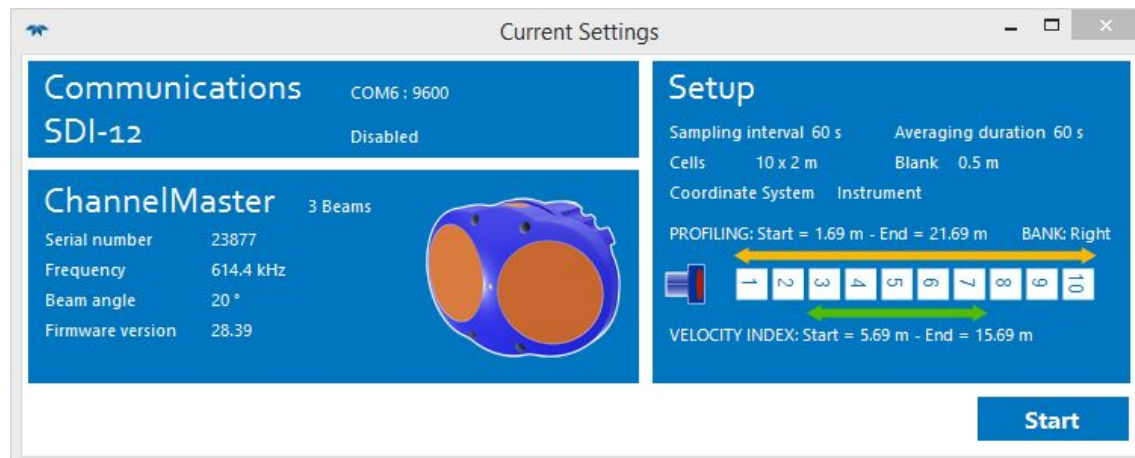 Current Settings
Communications COM6 : 9600
SDI-12 Disabled
ChannelMaster 3 Beams
Serial number 23877
Frequency 614.4 kHz
Beam angle 20 °
Firmware version 28.39
Setup
Sampling interval 60 s Averaging duration 60 s
Cells 10 x 2 m Blank 0.5 m
Coordinate System Instrument
PROFILING: Start = 1.69 m - End = 21.69 m BANK: Right
1 2 3 4 5 6 7 8 9 10
VELOCITY INDEX: Start = 5.69 m - End = 15.69 m
Start